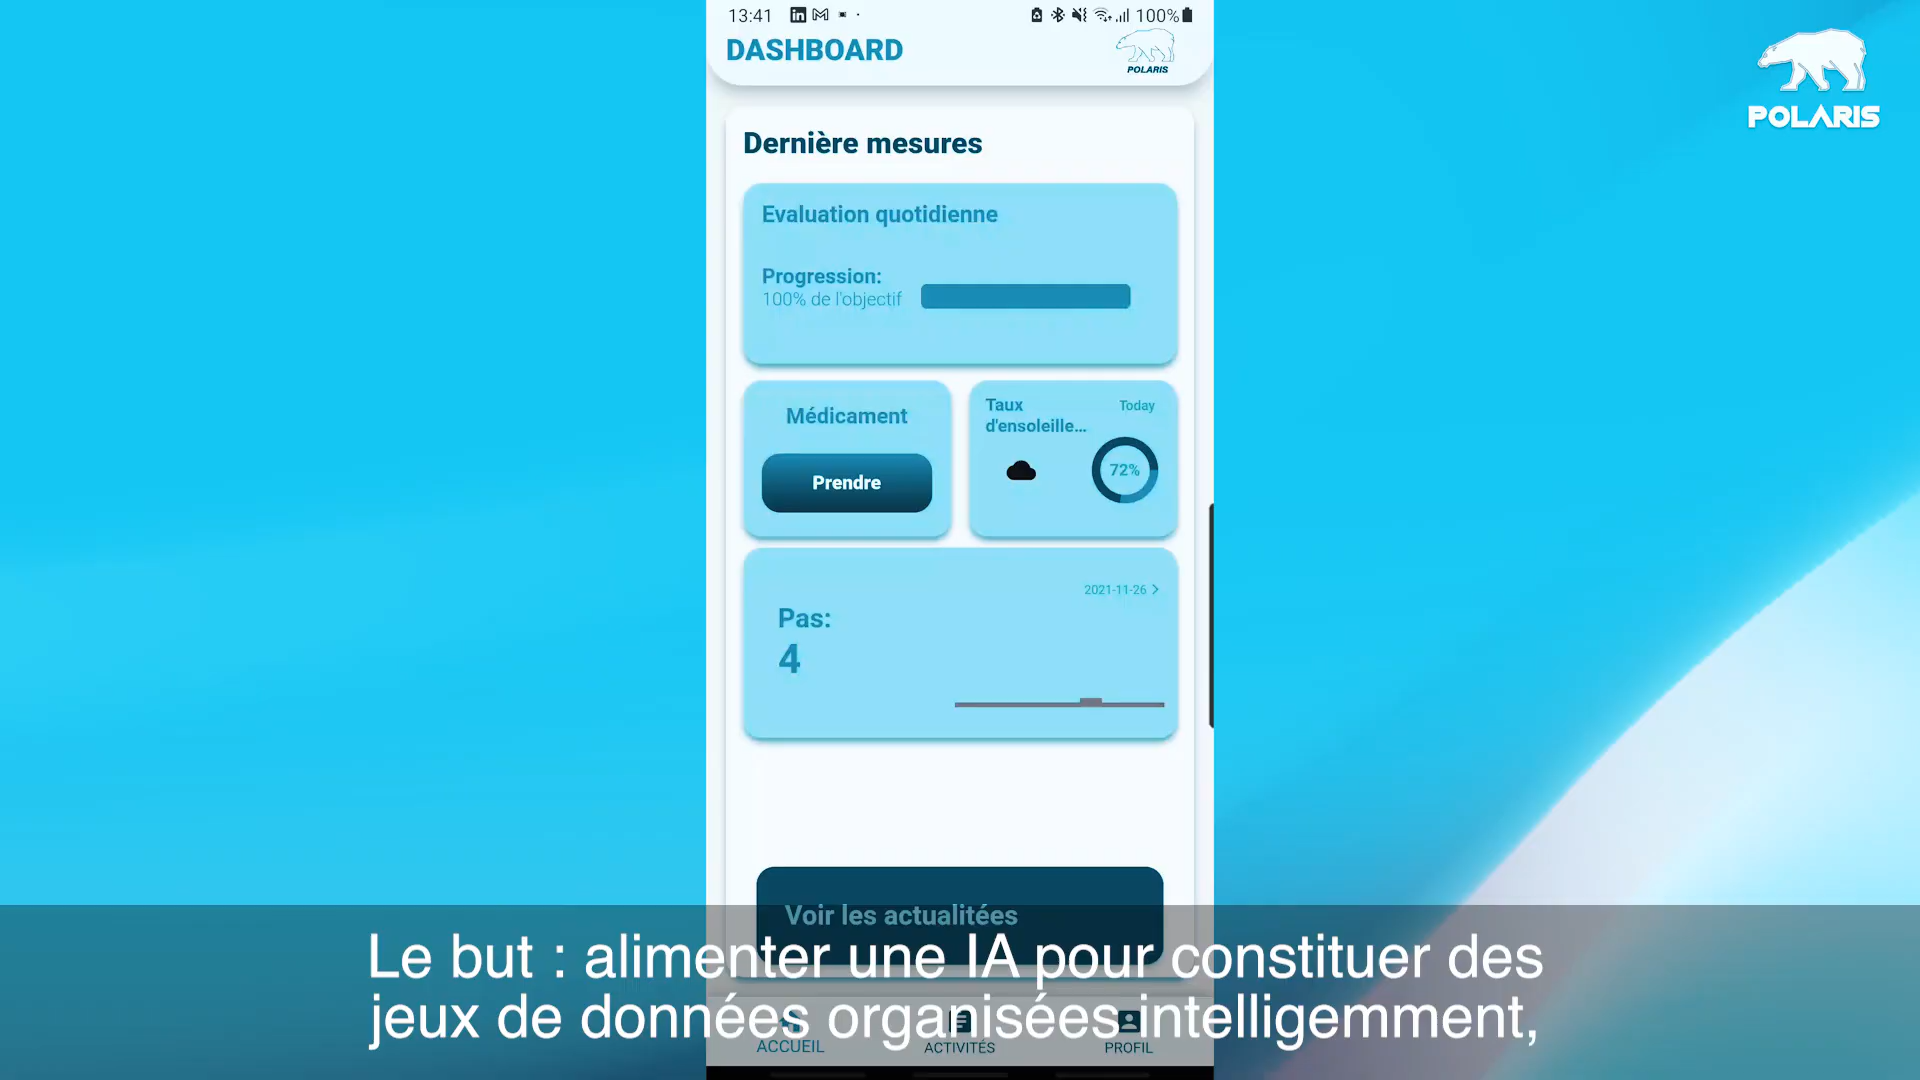 13:41
100%
DASHBOARD
POLARIS
POLARIS
Dernière mesures
Evaluation quotidienne
Progression:
100% de l'objectif
Médicament
Prendre
Taux
d'ensoleille...
Today
72%
2021-11-26
Pas:
4
Voir les actualitées
Le but : alimenter une IA pour constituer des
jeux de données organisées intelligemment,
ACCUEIL
ACTIVITÉS
PROFIL